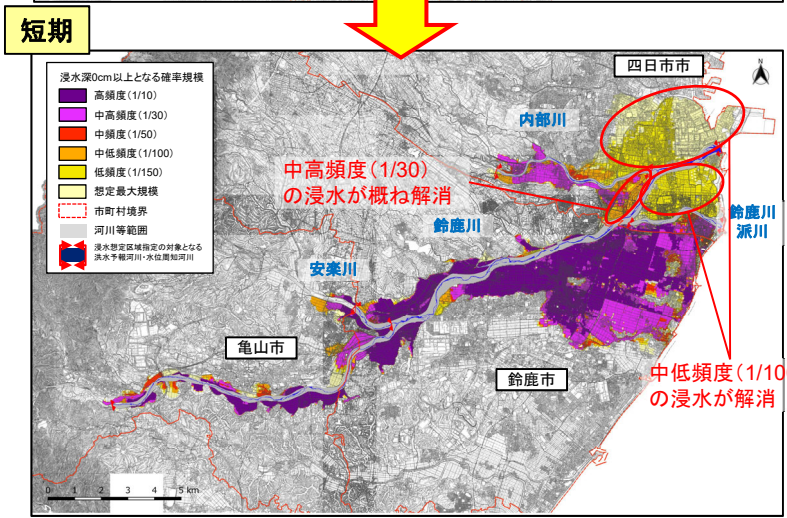 短期
浸水深0cm以上となる確率規模
高頻度(1/10)
中高頻度(1/30)
中頻度(1/50)
中低頻度(1/100)
低頻度(1/150)
想定最大規模
市町村境界
河川等範囲
浸水想定区域指定の対象となる
洪水予報河川・水位周知河川
四日市市
N
内部川
中高頻度(1/30)
の浸水が概ね解消
鈴鹿川
鈴鹿川
派川
安楽川
亀山市
鈴鹿市
中低頻度(1/10
の浸水が解消
0 1 2 3 4 5 km